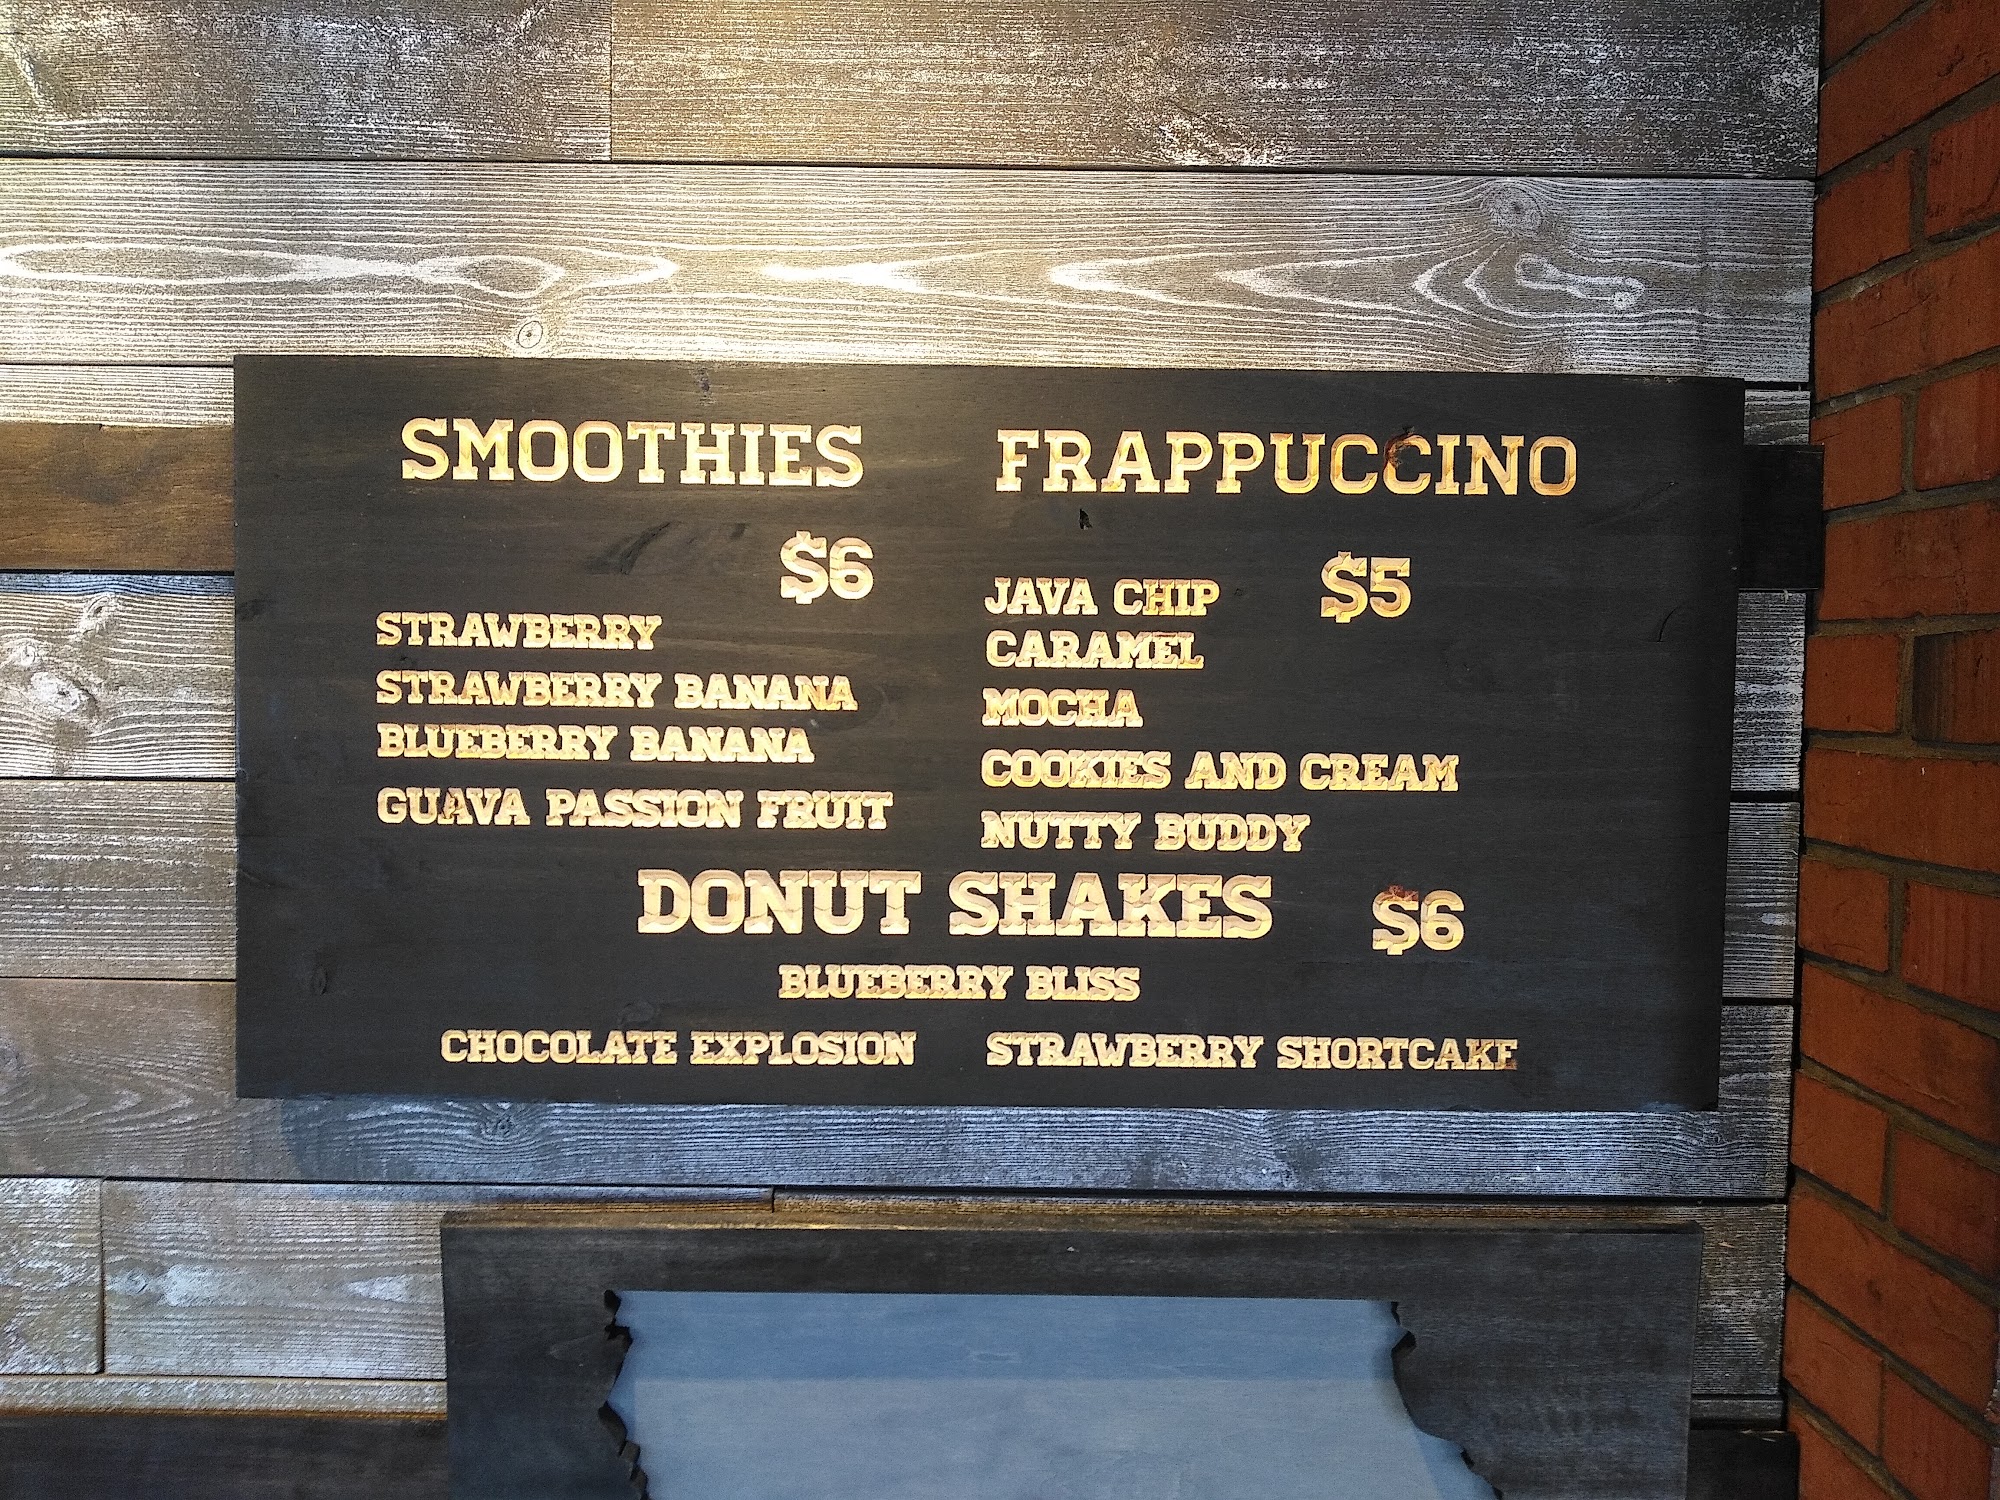 SMOOTHIES
$6
STRAWBERRY
STRAWBERRY BANANA
BLUEBERRY BANANA
GUAVA PASSION FRUIT
FRAPPUCCINO
$5
JAVA CHIP
CARAMEL
MOCHA
COOKIES AND CREAM
NUTTY BUDDY
DONUT SHAKES $6
BLUEBERRY BLISS
CHOCOLATE EXPLOSION STRAWBERRY SHORTCAKE